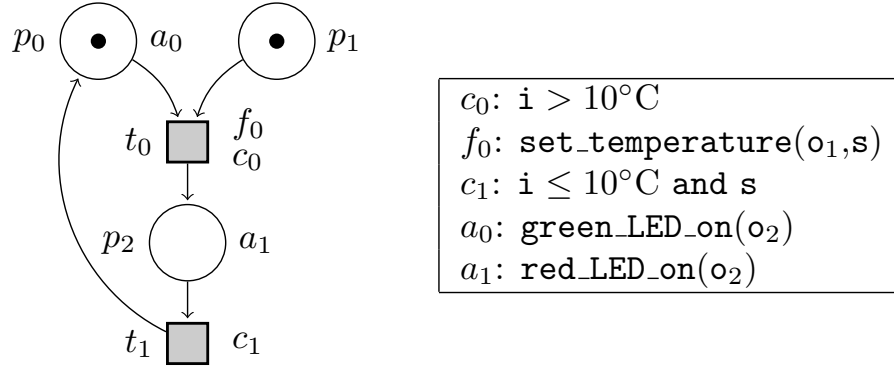 p₀ a₀ p₁
t₀ f₀
c₀
p₂ a₁
t₁ c₁
c₀: i > 10°C
f₀: set_temperature(o₁,s)
c₁: i ≤ 10°C and s
a₀: green_LED_on(o₂)
a₁: red_LED_on(o₂)